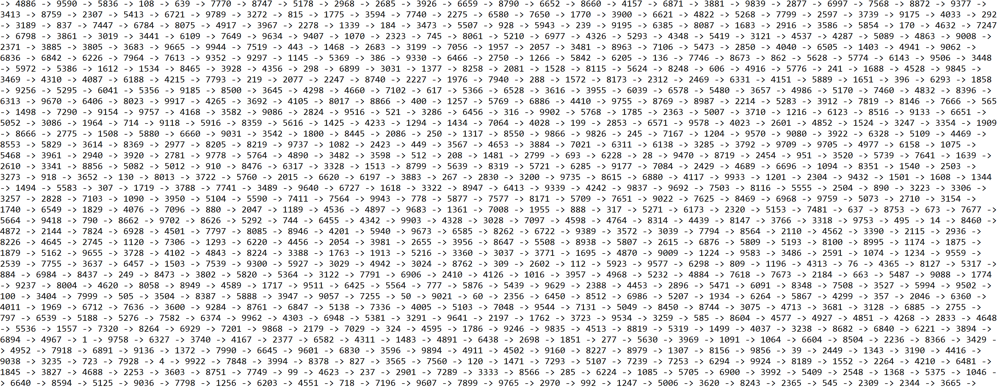 -> 4886 -> 9590 -> 5836 -> 108 -> 639 -> 7770 -> 8747 -> 5178 -> 2968 -> 2685 -> 3926 -> 6659 -> 8790 -> 6652 -> 8660 -> 4157 -> 6871 -> 3881 -> 9839 -> 2877 -> 6997 -> 7568 -> 8872 -> 9377 ->
3413 -> 8759 -> 2307 -> 5413 -> 6721 -> 9789 -> 3272 -> 815 -> 1775 -> 3594 -> 7740 -> 2275 -> 6580 -> 7650 -> 1770 -> 3900 -> 6621 -> 4822 -> 5268 -> 7799 -> 2597 -> 3739 -> 9175 -> 4033 -> 292
-> 3189 -> 837 -> 7447 -> 6784 -> 8075 -> 4917 -> 3967 -> 2278 -> 1339 -> 184 -> 3473 -> 5507 -> 928 -> 5943 -> 239 -> 9195 -> 6385 -> 8087 -> 1683 -> 2916 -> 3586 -> 5854 -> 170 -> 4632 -> 7247
-> 6798 -> 3861 -> 3019 -> 3441 -> 6109 -> 7649 -> 9634 -> 9407 -> 1070 -> 2323 -> 745 -> 8061 -> 5210 -> 6977 -> 4326 -> 5293 -> 4348 -> 5419 -> 3121 -> 4537 -> 4287 -> 5089 -> 4863 -> 9008 ->
2371 -> 3885 -> 3805 -> 3683 -> 9665 -> 9944 -> 7519 -> 443 -> 1468 -> 2683 -> 3199 -> 7056 -> 1957 -> 2057 -> 3481 -> 8963 -> 7106 -> 5473 -> 2850 -> 4040 -> 6505 -> 1403 -> 4941 -> 9062 ->
6836 -> 6842 -> 6226 -> 7964 -> 7613 -> 9352 -> 9297 -> 1145 -> 5369 -> 386 -> 9330 -> 6466 -> 2750 -> 1266 -> 5842 -> 6205 -> 136 -> 7746 -> 8673 -> 862 -> 5628 -> 5774 -> 6143 -> 9506 -> 3448
-> 5972 -> 5386 -> 1612 -> 1534 -> 8465 -> 3928 -> 4356 -> 298 -> 6899 -> 3031 -> 1377 -> 8258 -> 2081 -> 1528 -> 8115 -> 5624 -> 8248 -> 606 -> 4916 -> 5776 -> 241 -> 1688 -> 4528 -> 9845 ->
3469 -> 4310 -> 4087 -> 6188 -> 4215 -> 7793 -> 219 -> 2077 -> 2247 -> 8740 -> 2227 -> 1976 -> 7940 -> 288 -> 1572 -> 8173 -> 2312 -> 2469 -> 6331 -> 4151 -> 5889 -> 1651 -> 396 -> 6293 -> 1858
-> 9256 -> 5295 -> 6041 -> 5356 -> 9185 -> 8500 -> 3645 -> 4298 -> 4660 -> 7102 -> 617 -> 5366 -> 6528 -> 3616 -> 3955 -> 6039 -> 6578 -> 5480 -> 3657 -> 4986 -> 5170 -> 7460 -> 4832 -> 8396 ->
6313 -> 9670 -> 6406 -> 8023 -> 9917 -> 4265 -> 3692 -> 4105 -> 8017 -> 8866 -> 400 -> 1257 -> 5769 -> 6886 -> 4410 -> 9755 -> 8769 -> 8987 -> 2214 -> 5283 -> 3912 -> 7819 -> 8146 -> 7666 -> 565
-> 1498 -> 7290 -> 9154 -> 9757 -> 4168 -> 3582 -> 9086 -> 2824 -> 9516 -> 521 -> 3286 -> 6456 -> 316 -> 9902 -> 5768 -> 1785 -> 2363 -> 5007 -> 3710 -> 1216 -> 6123 -> 8516 -> 9133 -> 6651 ->
5052 -> 3086 -> 1964 -> 714 -> 9118 -> 5916 -> 8359 -> 5616 -> 1425 -> 4233 -> 1294 -> 1434 -> 7064 -> 4028 -> 199 -> 2853 -> 6571 -> 9578 -> 4023 -> 2601 -> 4852 -> 1524 -> 3247 -> 3354 -> 1909
-> 8666 -> 2775 -> 1508 -> 5880 -> 6660 -> 9031 -> 3542 -> 1800 -> 8445 -> 2086 -> 250 -> 1317 -> 8550 -> 9866 -> 9826 -> 245 -> 7167 -> 1204 -> 9570 -> 9080 -> 3922 -> 6328 -> 5109 -> 4469 ->
8553 -> 5829 -> 3614 -> 8369 -> 2977 -> 8205 -> 8219 -> 9737 -> 1082 -> 2423 -> 449 -> 3567 -> 4653 -> 3884 -> 7021 -> 6311 -> 6138 -> 3285 -> 3792 -> 9709 -> 9705 -> 4977 -> 6158 -> 1075 ->
5468 -> 3961 -> 2940 -> 3920 -> 2781 -> 9778 -> 5764 -> 4890 -> 3482 -> 3598 -> 512 -> 208 -> 1481 -> 2799 -> 693 -> 6228 -> 28 -> 9470 -> 8719 -> 2454 -> 951 -> 3520 -> 5739 -> 7641 -> 1639 ->
2610 -> 3341 -> 8856 -> 5082 -> 5012 -> 910 -> 8476 -> 6317 -> 3328 -> 1513 -> 8799 -> 5639 -> 8319 -> 5721 -> 6285 -> 9177 -> 7084 -> 2429 -> 4689 -> 6696 -> 1094 -> 8351 -> 1540 -> 2503 ->
3273 -> 918 -> 3652 -> 130 -> 8013 -> 3722 -> 5760 -> 2015 -> 6620 -> 6197 -> 3883 -> 267 -> 2830 -> 3200 -> 9735 -> 8615 -> 6880 -> 4117 -> 9933 -> 1201 -> 2304 -> 9432 -> 1501 -> 1608 -> 1344
-> 1494 -> 5583 -> 307 -> 1719 -> 3788 -> 7741 -> 3489 -> 9640 -> 6727 -> 1618 -> 3322 -> 8947 -> 6413 -> 9339 -> 4242 -> 9837 -> 9692 -> 7503 -> 8116 -> 5555 -> 2504 -> 890 -> 3223 -> 3306 ->
3257 -> 2828 -> 7103 -> 1090 -> 3950 -> 5104 -> 5590 -> 7411 -> 7564 -> 9943 -> 778 -> 5877 -> 7577 -> 8171 -> 5709 -> 7651 -> 9022 -> 7625 -> 8469 -> 6968 -> 9759 -> 5073 -> 2710 -> 3154 ->
1740 -> 6549 -> 1829 -> 4076 -> 7096 -> 880 -> 2047 -> 1189 -> 4536 -> 4897 -> 9683 -> 1361 -> 7008 -> 1955 -> 888 -> 317 -> 5271 -> 6173 -> 2320 -> 5153 -> 7481 -> 637 -> 8753 -> 673 -> 7677 ->
5664 -> 9418 -> 790 -> 8662 -> 9702 -> 8626 -> 5292 -> 744 -> 6455 -> 4342 -> 9903 -> 4328 -> 3028 -> 7097 -> 4598 -> 4764 -> 8314 -> 4439 -> 8147 -> 3766 -> 3318 -> 9753 -> 495 -> 14 -> 8460 ->
4872 -> 2144 -> 7824 -> 6928 -> 4501 -> 7797 -> 8085 -> 8946 -> 4201 -> 5940 -> 9673 -> 6585 -> 8262 -> 6722 -> 9389 -> 3572 -> 3039 -> 7794 -> 8564 -> 2110 -> 4562 -> 3390 -> 2115 -> 2936 ->
8226 -> 4645 -> 2745 -> 1120 -> 7306 -> 1293 -> 6220 -> 4456 -> 2054 -> 3981 -> 2655 -> 3956 -> 8647 -> 5508 -> 8938 -> 5807 -> 2615 -> 6876 -> 5809 -> 5193 -> 8100 -> 8995 -> 1174 -> 1875 ->
1879 -> 5162 -> 9655 -> 3728 -> 4102 -> 4843 -> 8224 -> 3388 -> 1763 -> 1913 -> 5216 -> 3360 -> 3037 -> 3771 -> 1695 -> 4870 -> 9009 -> 1224 -> 9583 -> 3486 -> 2591 -> 1074 -> 1234 -> 9559 ->
2539 -> 7755 -> 3637 -> 6457 -> 1503 -> 7539 -> 9300 -> 5927 -> 3029 -> 4942 -> 3024 -> 8762 -> 309 -> 2602 -> 112 -> 5923 -> 9577 -> 6298 -> 809 -> 1196 -> 4313 -> 76 -> 4365 -> 8127 -> 5317 ->
884 -> 6984 -> 8437 -> 249 -> 8473 -> 3802 -> 5820 -> 5364 -> 3122 -> 7791 -> 6906 -> 2410 -> 4126 -> 1016 -> 3957 -> 4968 -> 5232 -> 4884 -> 7618 -> 7673 -> 2184 -> 663 -> 5487 -> 9088 -> 1774
-> 9237 -> 8004 -> 4620 -> 8058 -> 8949 -> 4589 -> 1717 -> 9511 -> 6425 -> 5564 -> 777 -> 5876 -> 5439 -> 9629 -> 2388 -> 4453 -> 2896 -> 5471 -> 6091 -> 8348 -> 7508 -> 3527 -> 5994 -> 9502 ->
100 -> 3404 -> 7999 -> 505 -> 3504 -> 8387 -> 5888 -> 3947 -> 9057 -> 7255 -> 50 -> 9021 -> 60 -> 2356 -> 6450 -> 8512 -> 6986 -> 5207 -> 1934 -> 6264 -> 5867 -> 4299 -> 357 -> 2046 -> 6360 ->
4011 -> 1969 -> 6712 -> 7636 -> 3600 -> 9284 -> 8761 -> 6847 -> 5138 -> 7336 -> 4005 -> 5103 -> 7048 -> 9544 -> 7131 -> 5049 -> 8450 -> 8744 -> 3075 -> 4713 -> 3681 -> 3128 -> 6885 -> 2755 ->
797 -> 6539 -> 5188 -> 5276 -> 7582 -> 6374 -> 9962 -> 4303 -> 6948 -> 5381 -> 3291 -> 9641 -> 2197 -> 1762 -> 3723 -> 9534 -> 3259 -> 585 -> 8604 -> 4577 -> 4927 -> 4851 -> 4268 -> 2833 -> 4648
-> 5536 -> 1557 -> 7320 -> 8264 -> 6929 -> 7201 -> 9868 -> 2179 -> 7029 -> 324 -> 4595 -> 1786 -> 9246 -> 9835 -> 4513 -> 8819 -> 5319 -> 1499 -> 4037 -> 3238 -> 8682 -> 6840 -> 6221 -> 3894 ->
6894 -> 4967 -> 1 -> 9758 -> 6327 -> 3740 -> 4167 -> 2377 -> 6582 -> 4311 -> 1483 -> 4891 -> 6438 -> 2698 -> 1851 -> 277 -> 5630 -> 3969 -> 1091 -> 1064 -> 6604 -> 8504 -> 2236 -> 8366 -> 3429 -
> 4952 -> 7918 -> 6891 -> 9136 -> 1372 -> 7990 -> 6645 -> 9601 -> 6830 -> 3596 -> 9894 -> 4911 -> 4502 -> 9160 -> 8227 -> 8979 -> 1307 -> 8156 -> 9856 -> 39 -> 2449 -> 1343 -> 3190 -> 4416 ->
9038 -> 3235 -> 723 -> 7928 -> 4 -> 9922 -> 7848 -> 3994 -> 8378 -> 827 -> 3565 -> 7560 -> 120 -> 1471 -> 7293 -> 5107 -> 7239 -> 7253 -> 6294 -> 9924 -> 8189 -> 1552 -> 2264 -> 4210 -> 6481 ->
1845 -> 3827 -> 4688 -> 2253 -> 3603 -> 8751 -> 7749 -> 99 -> 4623 -> 237 -> 2901 -> 7289 -> 3333 -> 8566 -> 285 -> 6224 -> 1085 -> 5705 -> 6900 -> 3992 -> 5409 -> 2548 -> 1368 -> 5375 -> 1046 -
> 6640 -> 8594 -> 5125 -> 9036 -> 7798 -> 1256 -> 6203 -> 4551 -> 718 -> 7196 -> 9607 -> 7899 -> 9765 -> 2970 -> 992 -> 1247 -> 5006 -> 3620 -> 8243 -> 2365 -> 545 -> 2309 -> 2344 -> 3665 ->